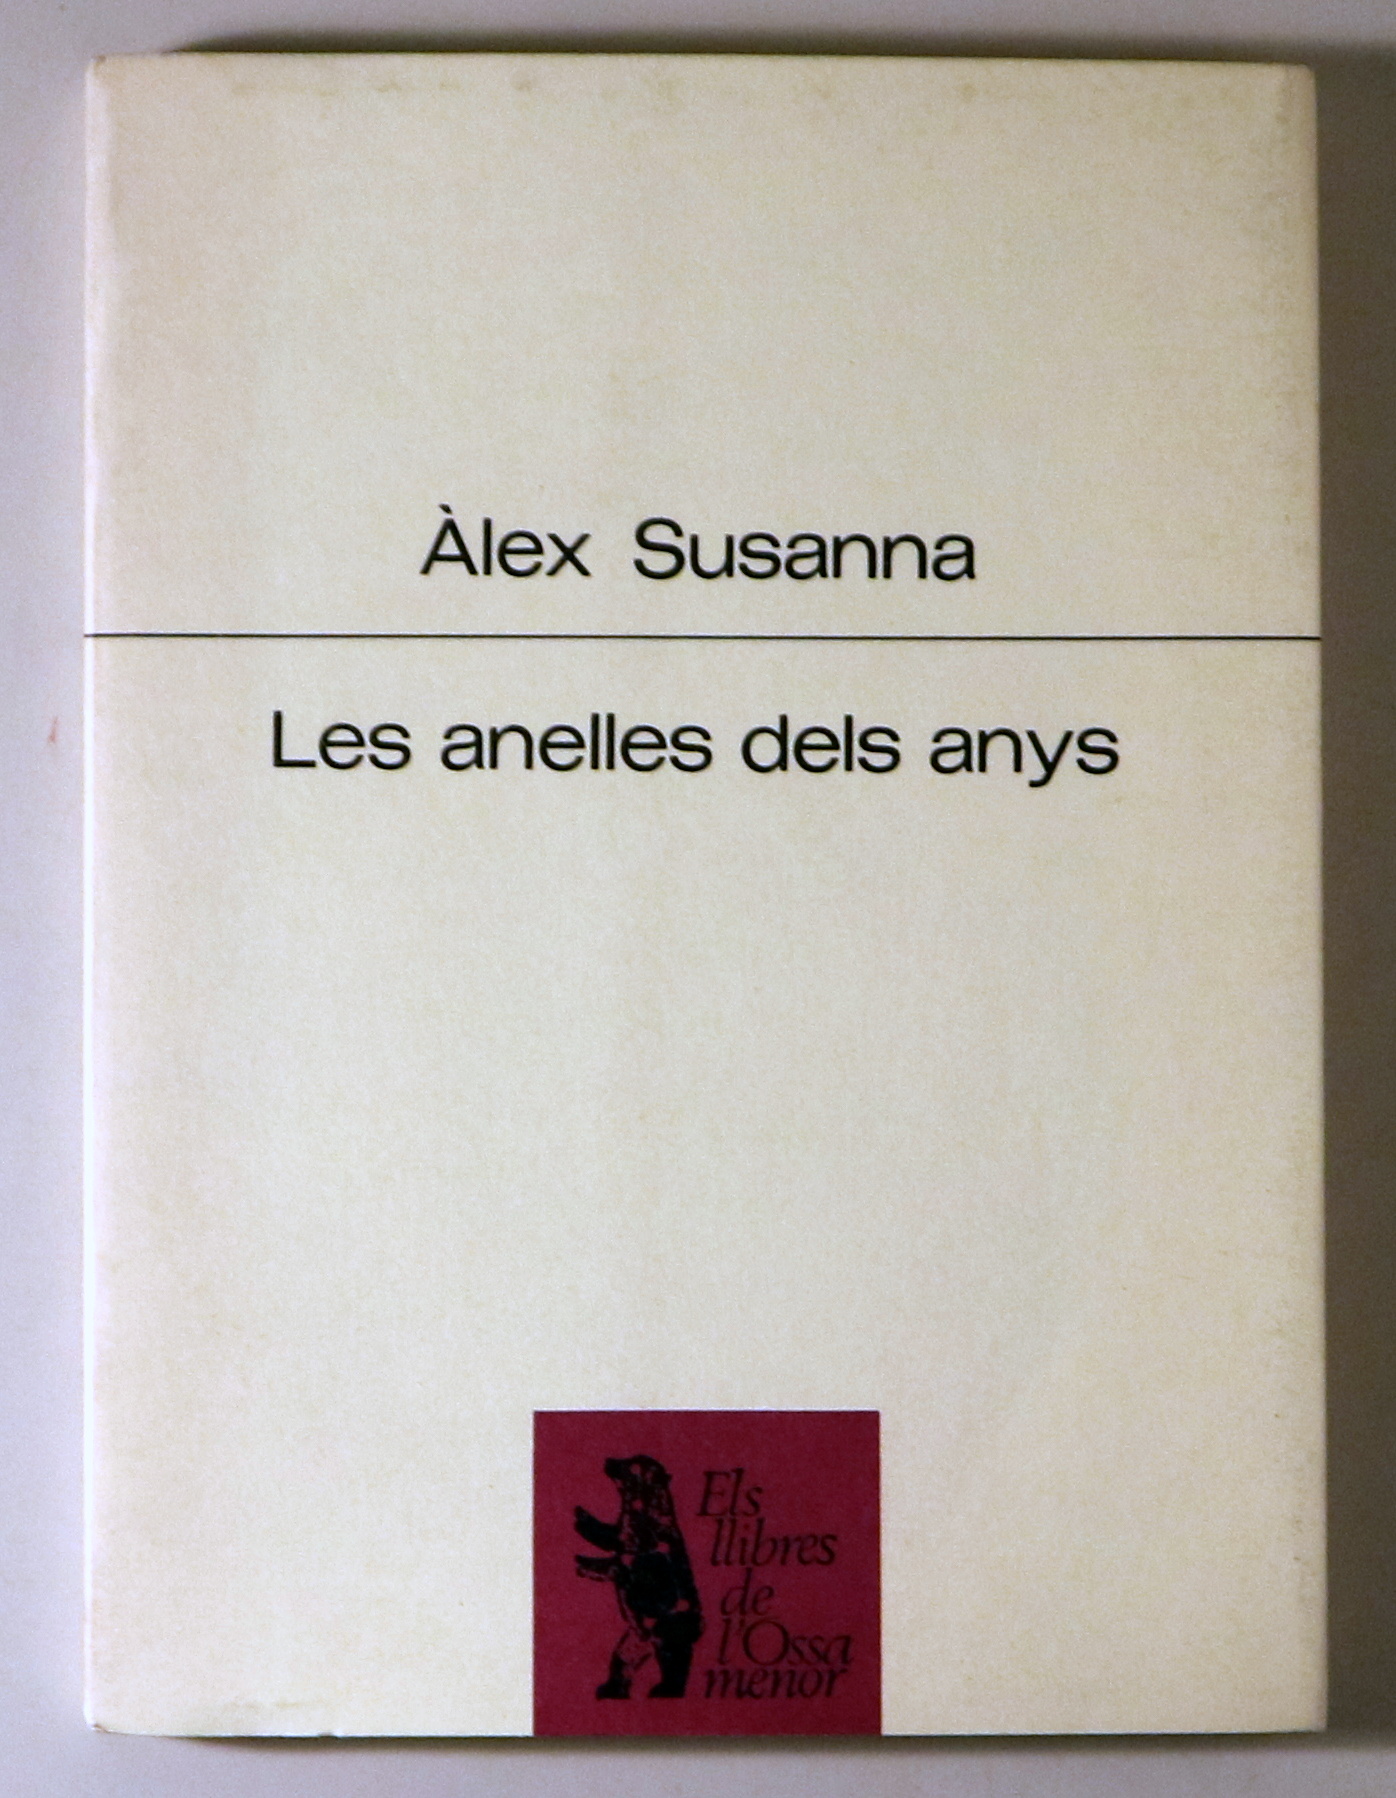 Àlex Susanna
Les anelles dels anys
Els
llibres
de
l'Ossa
menor